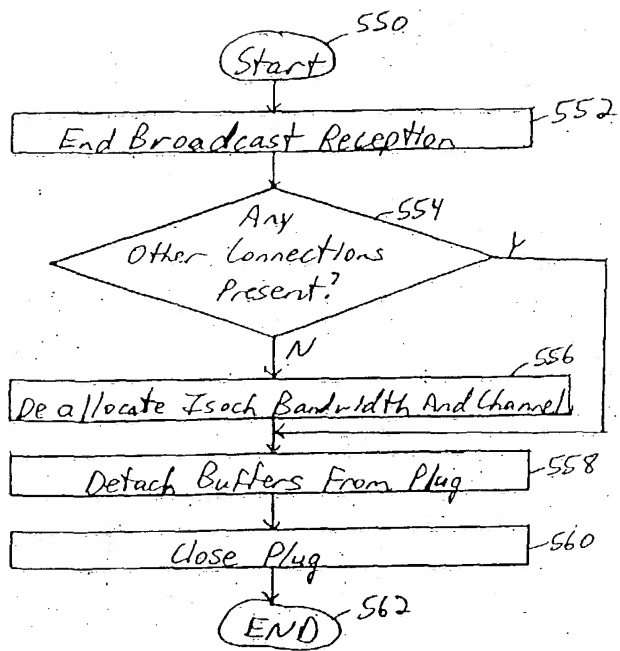 550
Start
552
End Broadcast Reception
554
Any
Other Connections
Present?
Y
N
556
De allocate Isoch Bandwidth And Channel
558
Detach Buffers From Plug
560
Close Plug
562
END